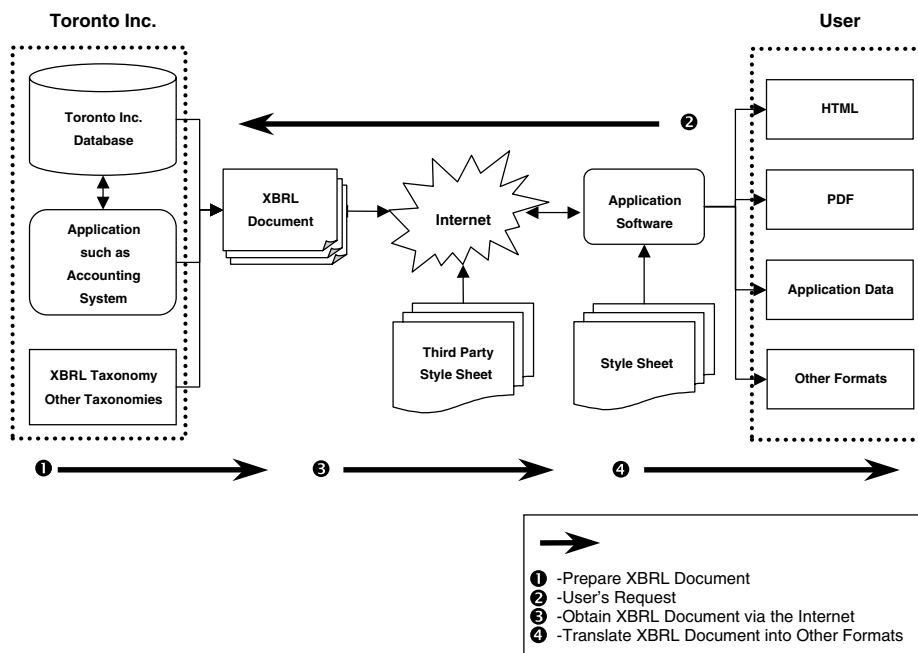 Toronto Inc.
User
Toronto Inc.
Database
HTML
❷
XBRL
Document
Internet
Application
Software
PDF
Application
such as
Accounting
System
Application Data
Third Party
Style Sheet
Style Sheet
XBRL Taxonomy
Other Taxonomies
Other Formats
❶
❸
❹
❶ -Prepare XBRL Document
❷ -User's Request
❸ -Obtain XBRL Document via the Internet
❹ -Translate XBRL Document into Other Formats